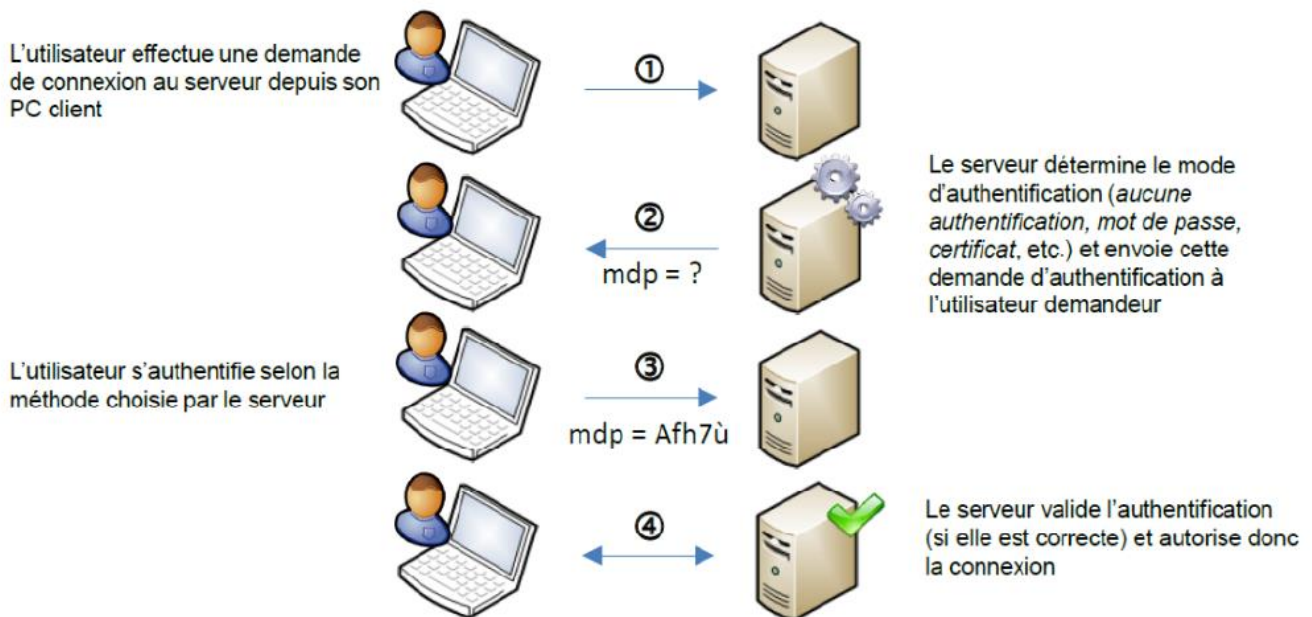 L'utilisateur effectue une demande
de connexion au serveur depuis son
PC client
①
Le serveur détermine le mode
d'authentification (aucune
authentification, mot de passe,
certificat, etc.) et envoie cette
demande d'authentification à
l'utilisateur demandeur
②
mdp = ?
L'utilisateur s'authentifie selon la
méthode choisie par le serveur
③
mdp = Afh7ù
④
Le serveur valide l'authentification
(si elle est correcte) et autorise donc
la connexion